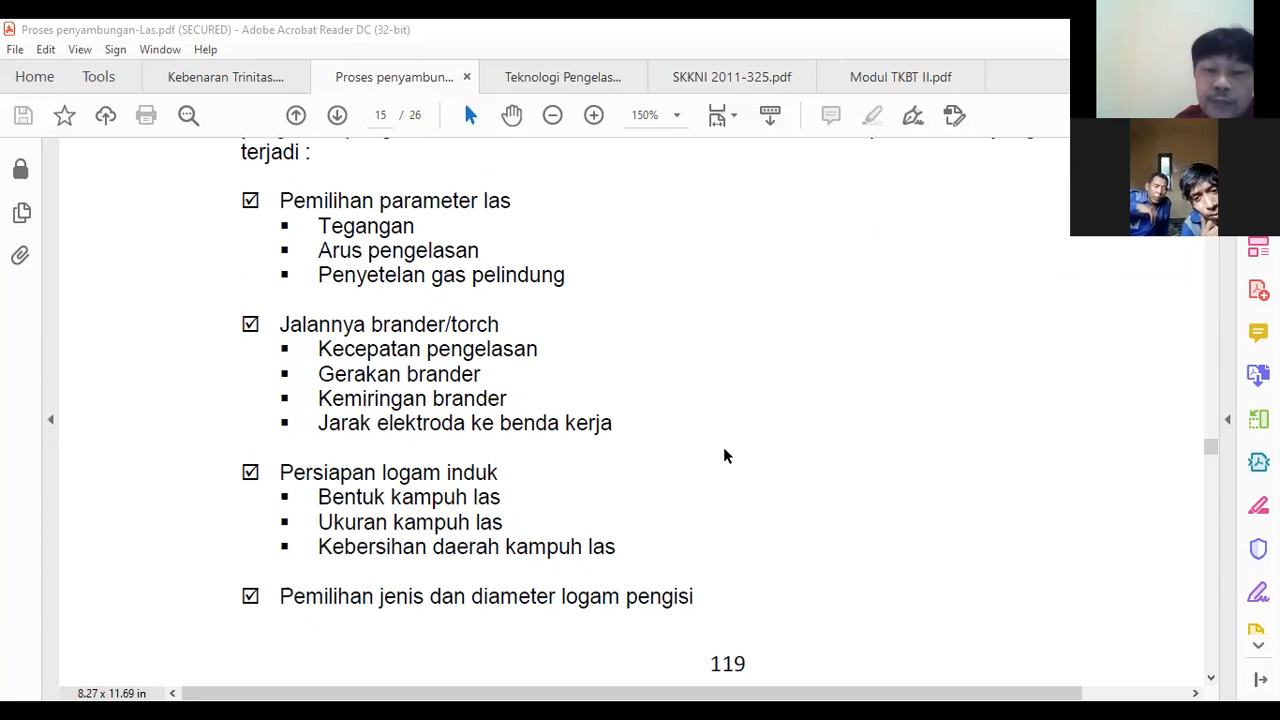 Proses penyambungan-Las.pdf (SECURED) - Adobe Acrobat Reader DC (32-bit)
File Edit View Sign Window Help
Home Tools Kebenaran Trinitas.... Proses penyambun... × Teknologi Pengelas... SKKNI 2011-325.pdf Modul TKBT II.pdf
15 / 26 150%
terjadi :
☑ Pemilihan parameter las
▪ Tegangan
▪ Arus pengelasan
▪ Penyetelan gas pelindung
☑ Jalannya brander/torch
▪ Kecepatan pengelasan
▪ Gerakan brander
▪ Kemiringan brander
▪ Jarak elektroda ke benda kerja
☑ Persiapan logam induk
▪ Bentuk kampuh las
▪ Ukuran kampuh las
▪ Kebersihan daerah kampuh las
☑ Pemilihan jenis dan diameter logam pengisi
119
8.27 x 11.69 in